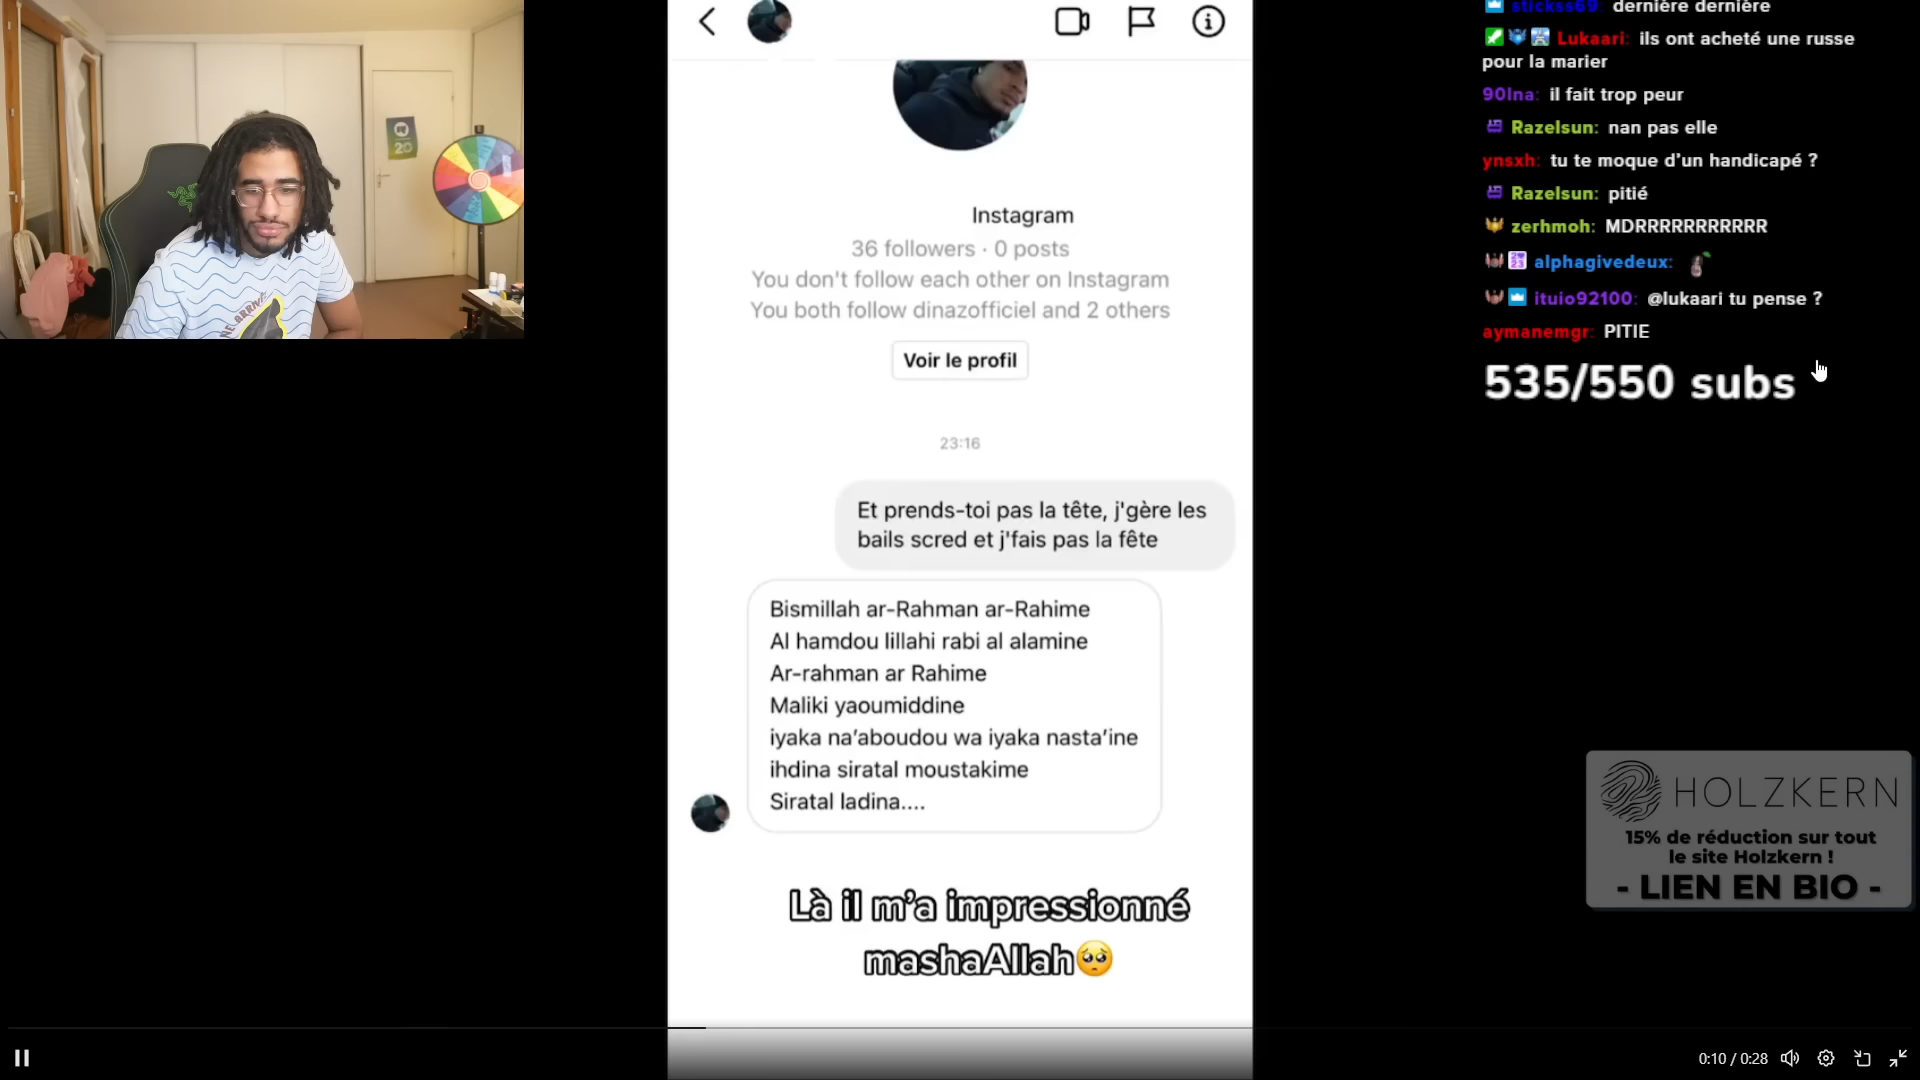 20
Instagram
36 followers · 0 posts
You don't follow each other on Instagram
You both follow dinazofficiel and 2 others
Voir le profil
23:16
Et prends-toi pas la tête, j'gère les
bails scred et j'fais pas la fête
Bismillah ar-Rahman ar-Rahime
Al hamdou lillahi rabi al alamine
Ar-rahman ar Rahime
Maliki yaoumiddine
iyaka na’aboudou wa iyaka nasta’ine
ihdina siratal moustakime
Siratal ladina....
Là il m’a impressionné
mashaAllah🥺
stickss69: dernière dernière
Lukaari: ils ont acheté une russe
pour la marier
90lna: il fait trop peur
Razelsun: nan pas elle
ynsxh: tu te moque d'un handicapé ?
Razelsun: pitié
zerhmoh: MDRRRRRRRRRRR
alphagivedeux:
ituio92100: @lukaari tu pense ?
aymanemgr: PITIE
535/550 subs
HOLZKERN
15% de réduction sur tout
le site Holzkern !
- LIEN EN BIO -
0:10 / 0:28